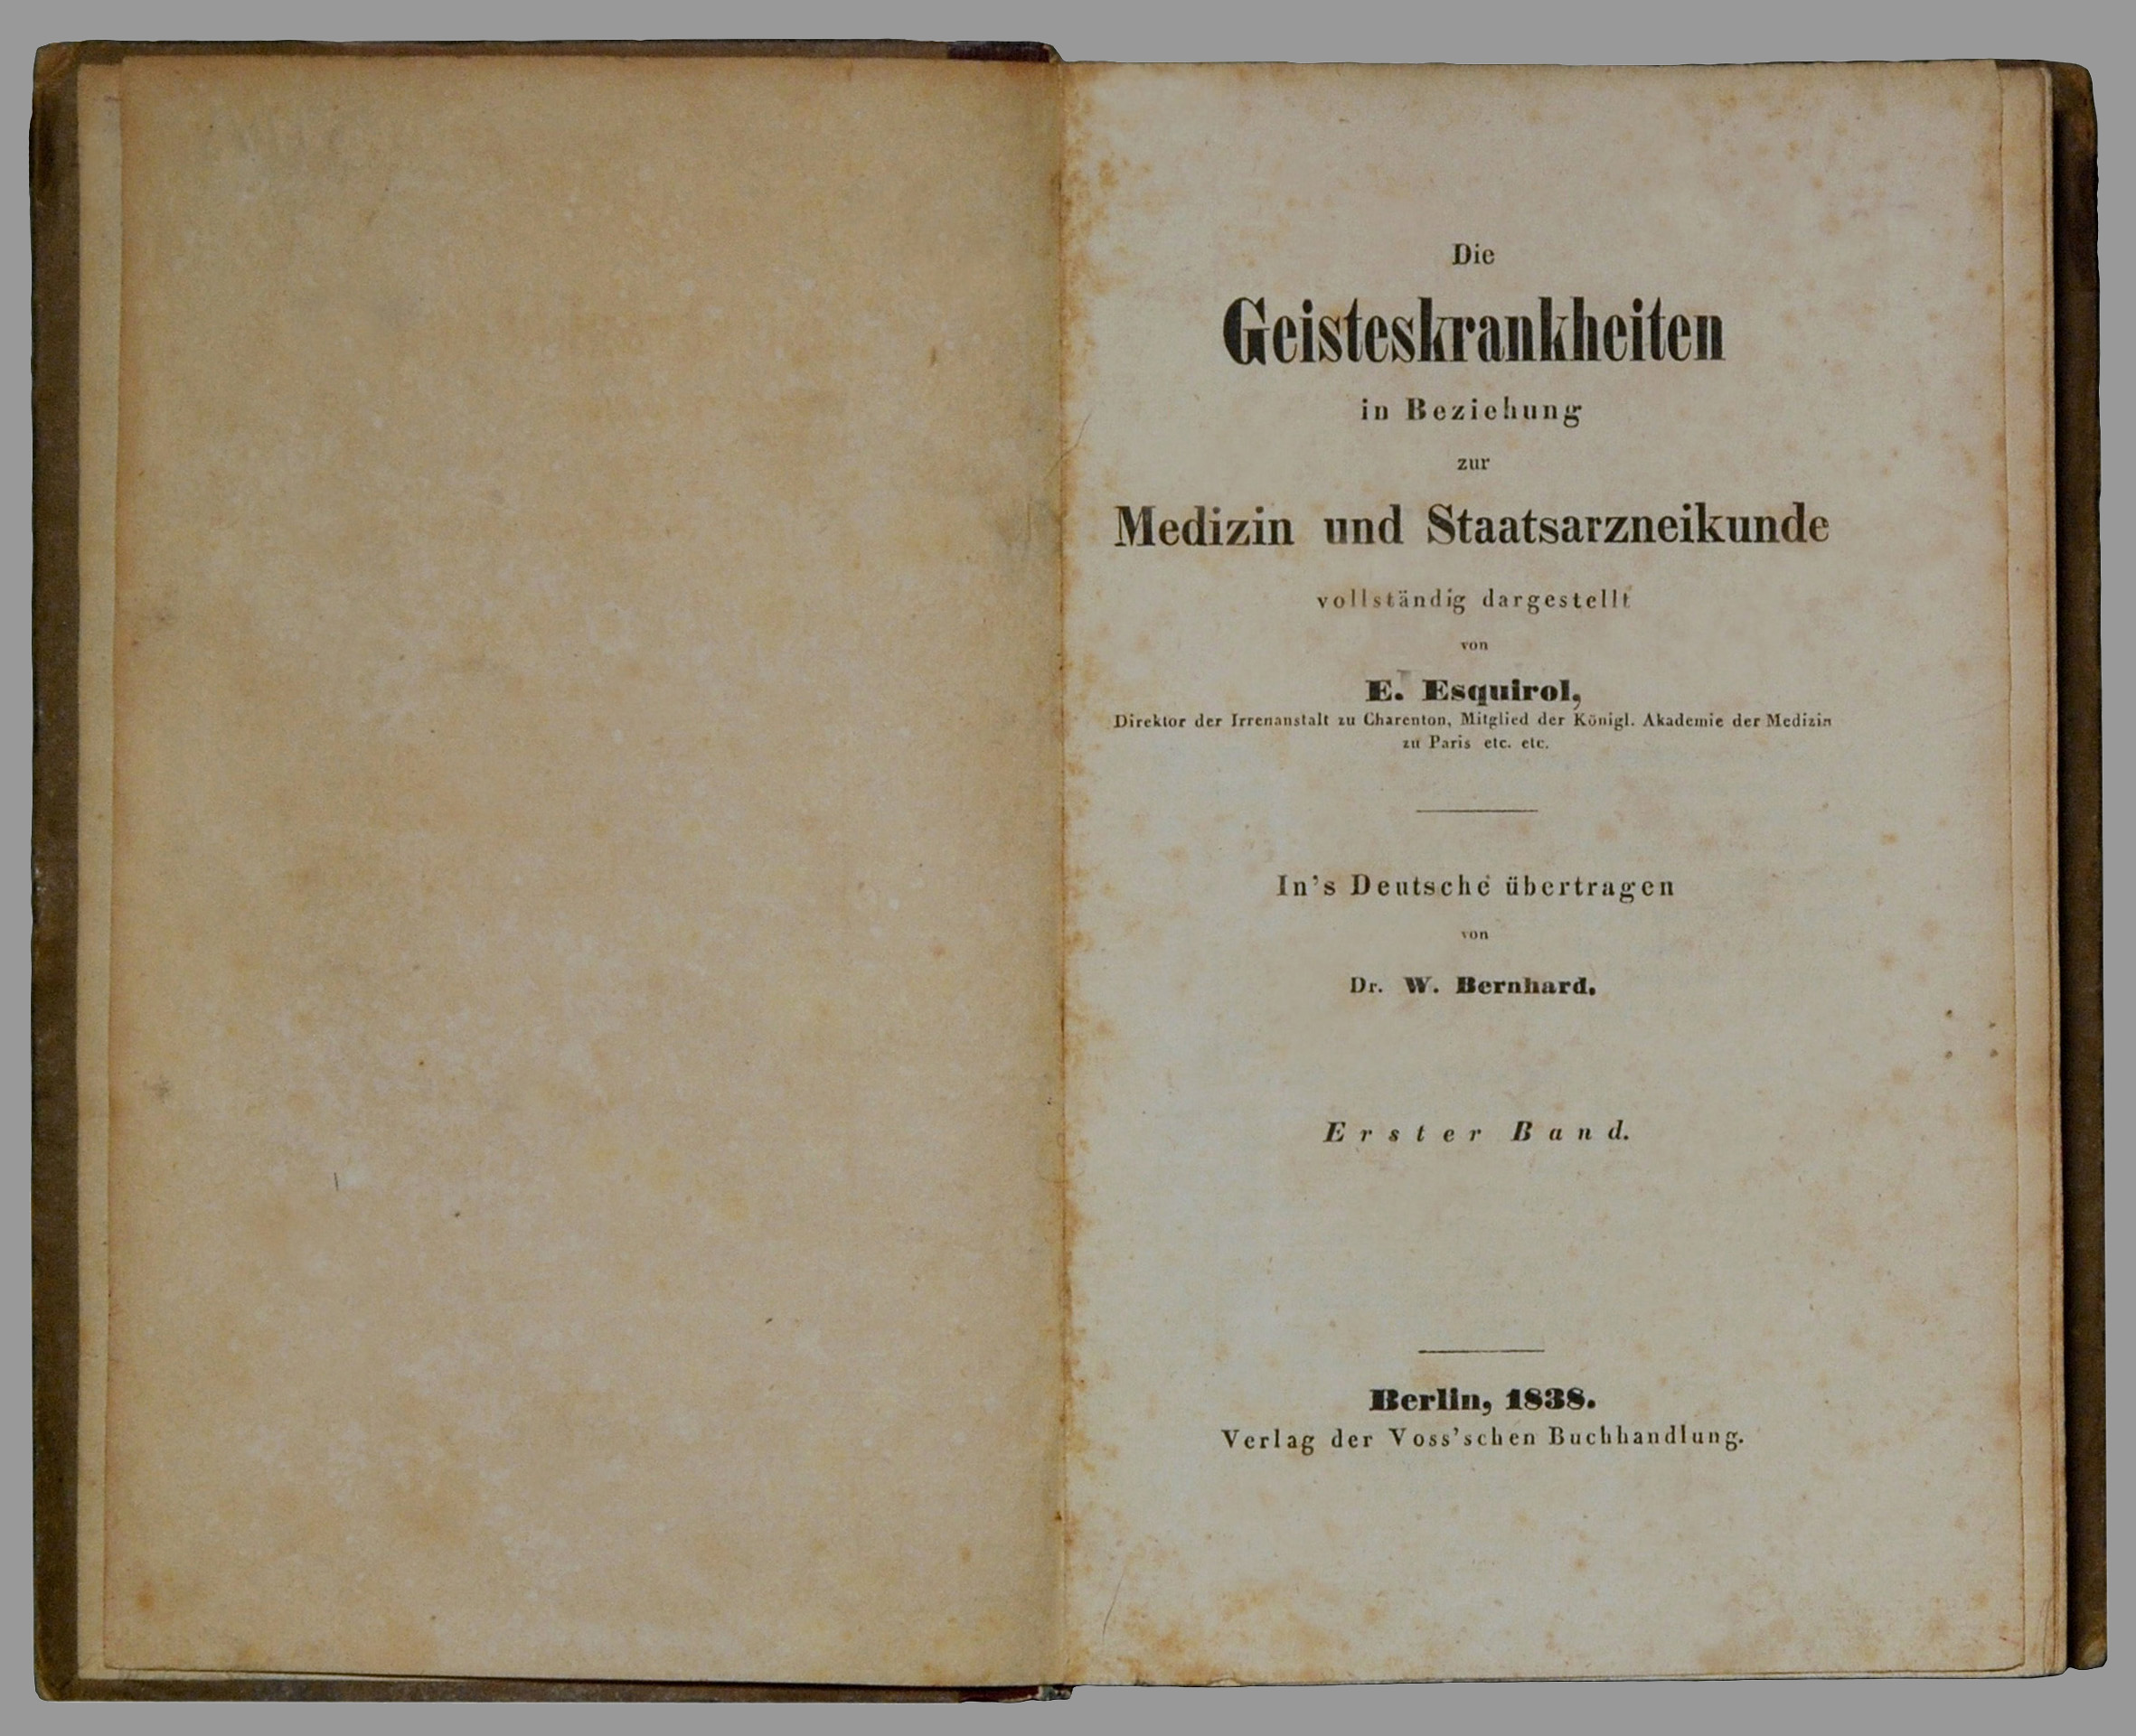 Die
Geisteskrankheiten
in Beziehung
zur
Medizin und Staatsarzneikunde
vollständig dargestellt
von
E. Esquirol,
Direktor der Irrenanstalt zu Charenton, Mitglied der Königl. Akademie der Medizin
zu Paris etc. etc.
In's Deutsche übertragen
von
Dr. W. Bernhard.
Erster Band.
Berlin, 1838.
Verlag der Voss'schen Buchhandlung.